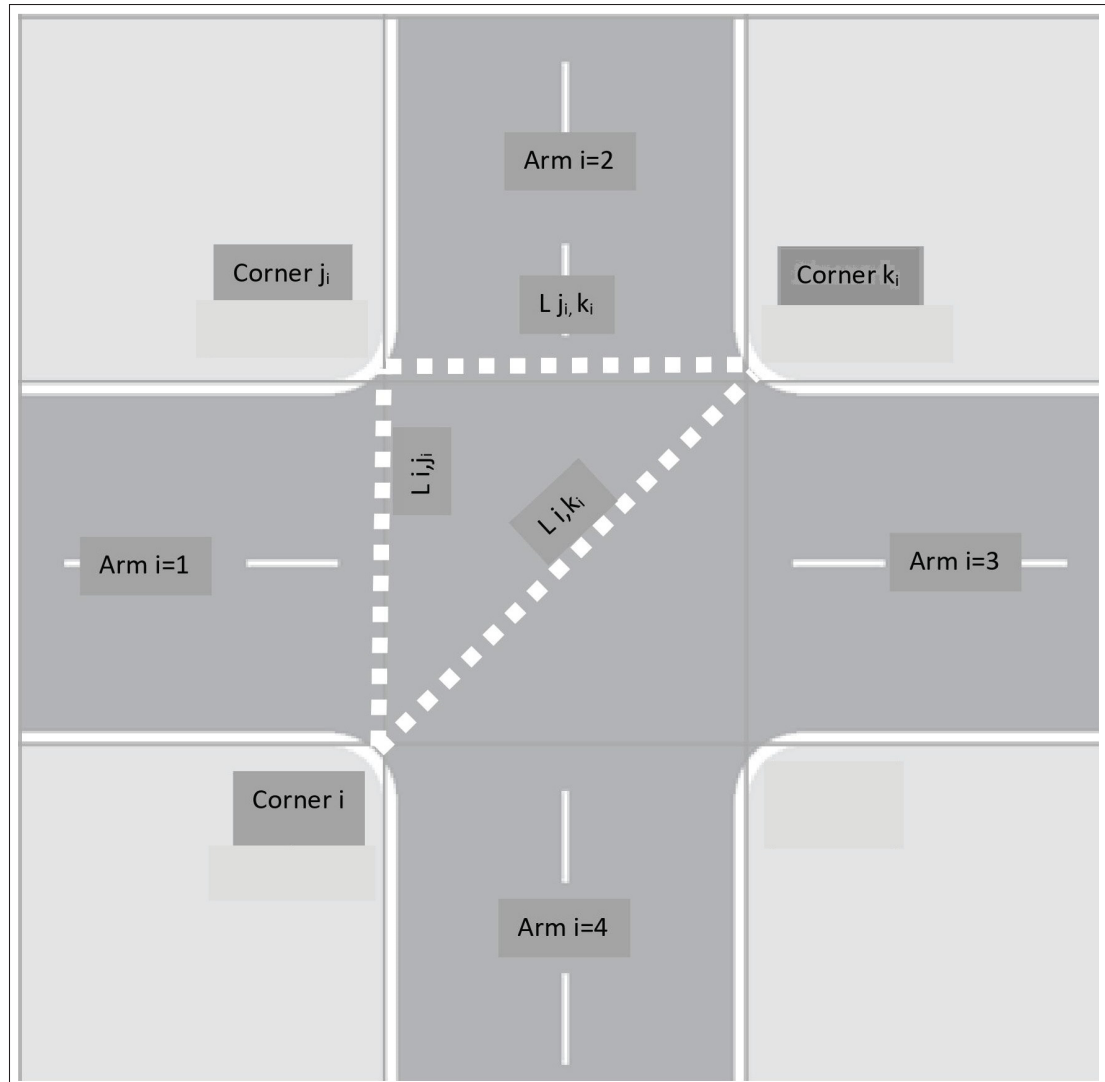 Arm i=2
Corner jᵢ
Corner kᵢ
L jᵢ, kᵢ
L i,jᵢ
L i,kᵢ
Arm i=1
Arm i=3
Corner i
Arm i=4